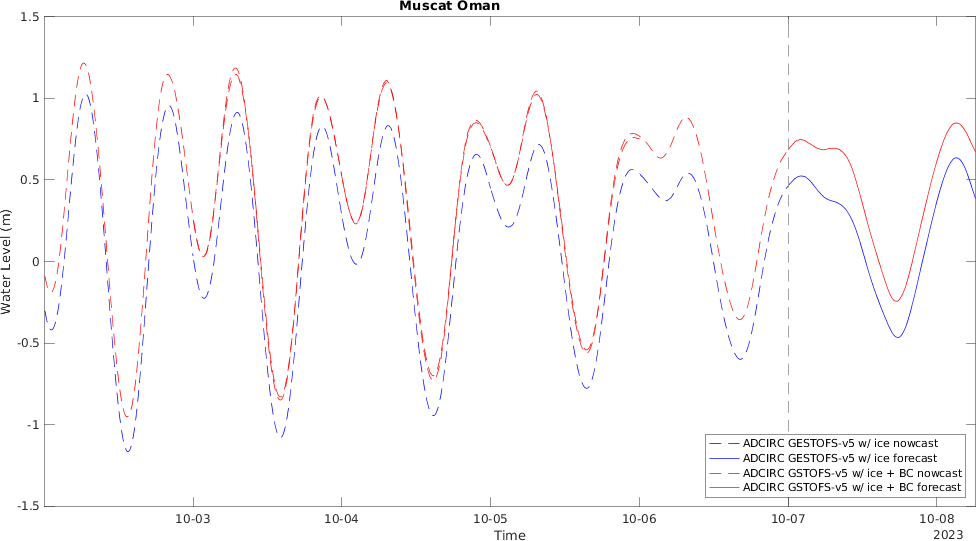 Muscat Oman
1.5
1
0.5
0
-0.5
-1
-1.5
Water Level (m)
10-03
10-04
10-05
10-06
10-07
10-08
Time
2023
ADCIRC GESTOFS-v5 w/ ice nowcast
ADCIRC GESTOFS-v5 w/ ice forecast
ADCIRC GSTOFS-v5 w/ ice + BC nowcast
ADCIRC GSTOFS-v5 w/ ice + BC forecast